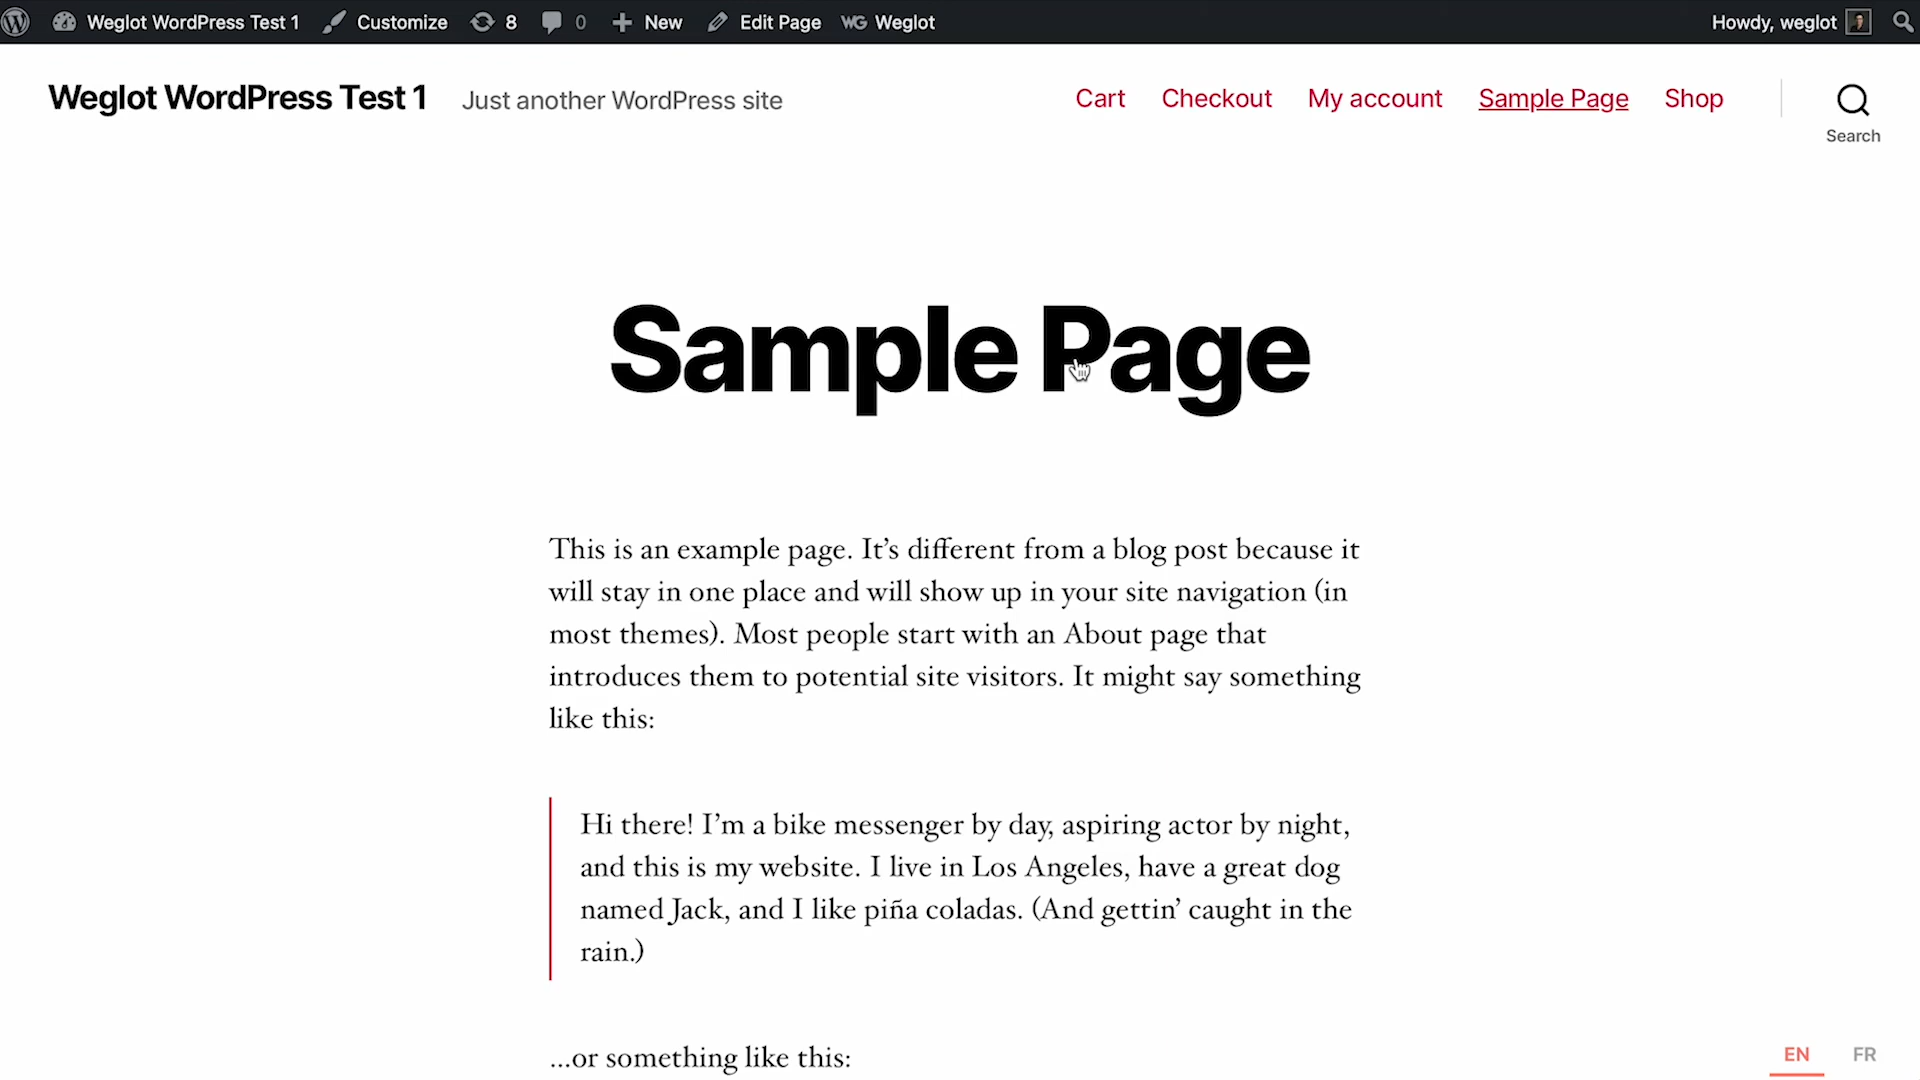 Weglot WordPress Test 1 Customize 8 0 New Edit Page WG Weglot Howdy, weglot
Weglot WordPress Test 1 Just another WordPress site Cart Checkout My account Sample Page Shop
Search
Sample Page
This is an example page. It’s different from a blog post because it
will stay in one place and will show up in your site navigation (in
most themes). Most people start with an About page that
introduces them to potential site visitors. It might say something
like this:
Hi there! I’m a bike messenger by day, aspiring actor by night,
and this is my website. I live in Los Angeles, have a great dog
named Jack, and I like piña coladas. (And gettin’ caught in the
rain.)
…or something like this:
EN FR